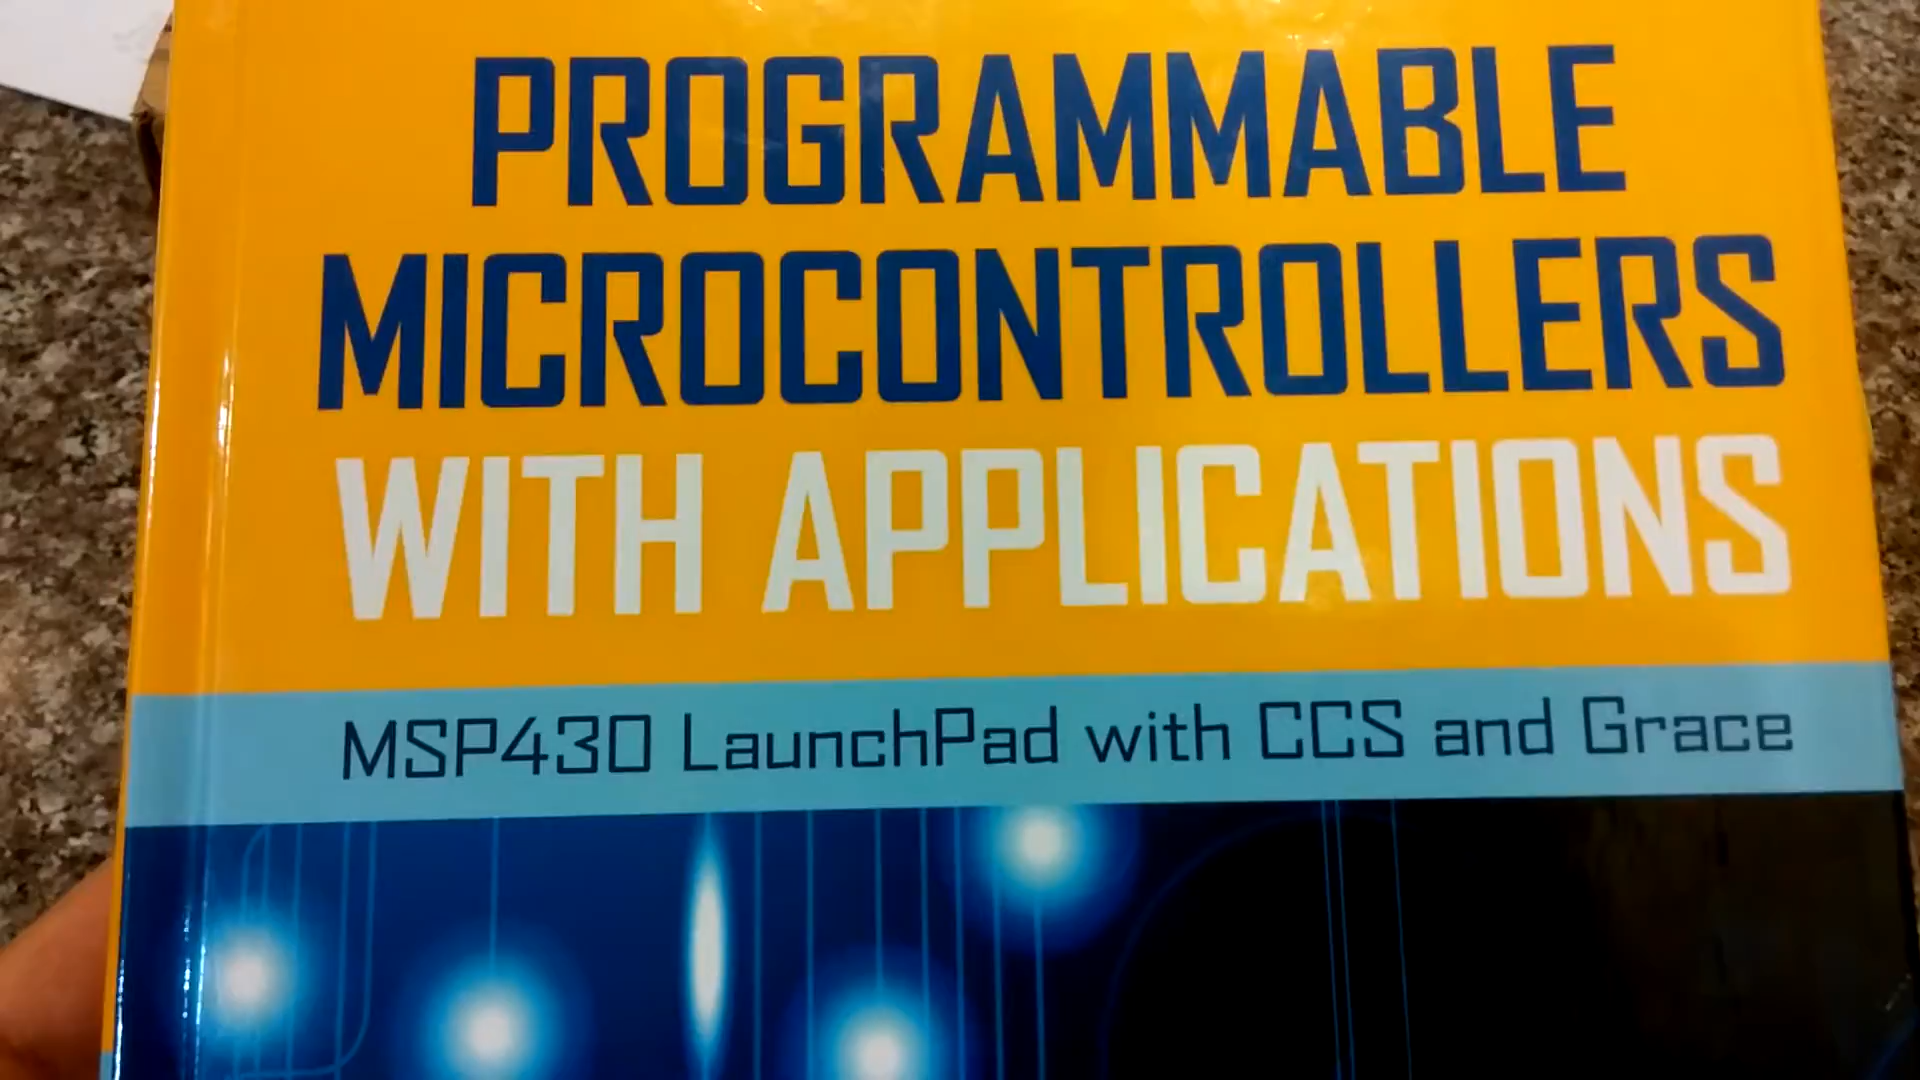 PROGRAMMABLE
MICROCONTROLLERS
WITH APPLICATIONS
MSP430 LaunchPad with CCS and Grace